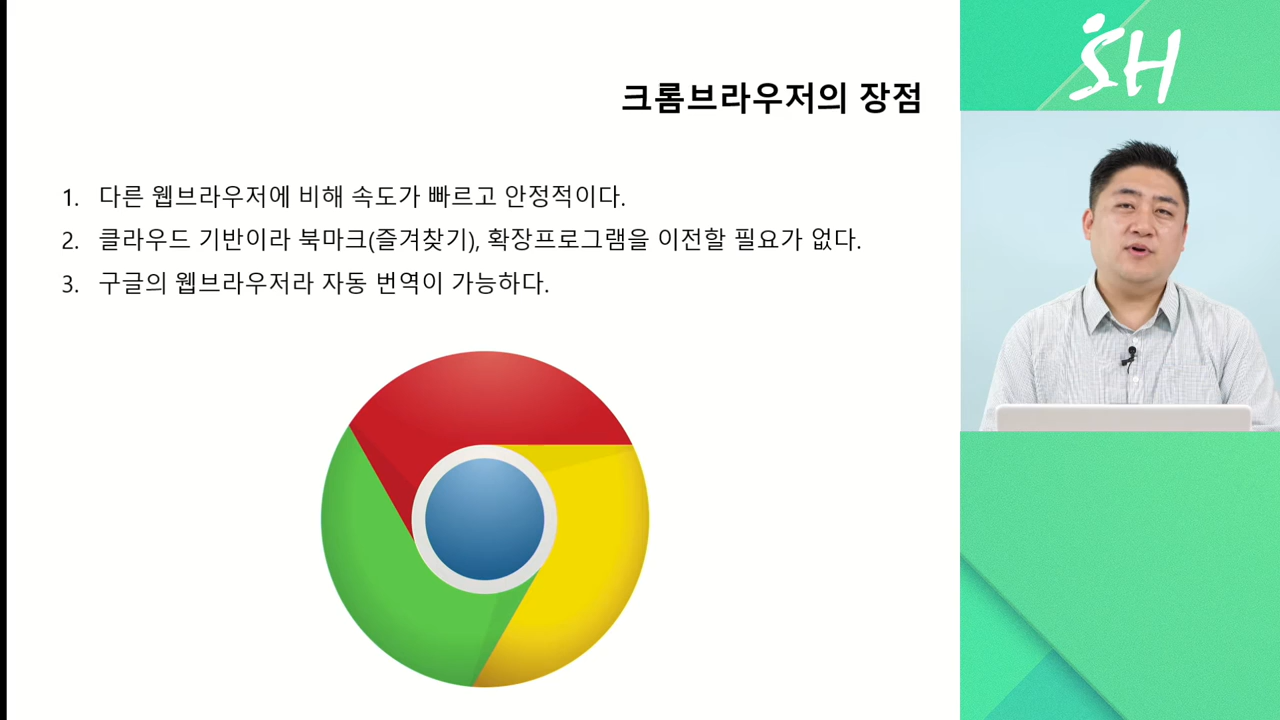 SH
크롬브라우저의 장점
1. 다른 웹브라우저에 비해 속도가 빠르고 안정적이다.
2. 클라우드 기반이라 북마크(즐겨찾기), 확장프로그램을 이전할 필요가 없다.
3. 구글의 웹브라우저라 자동 번역이 가능하다.